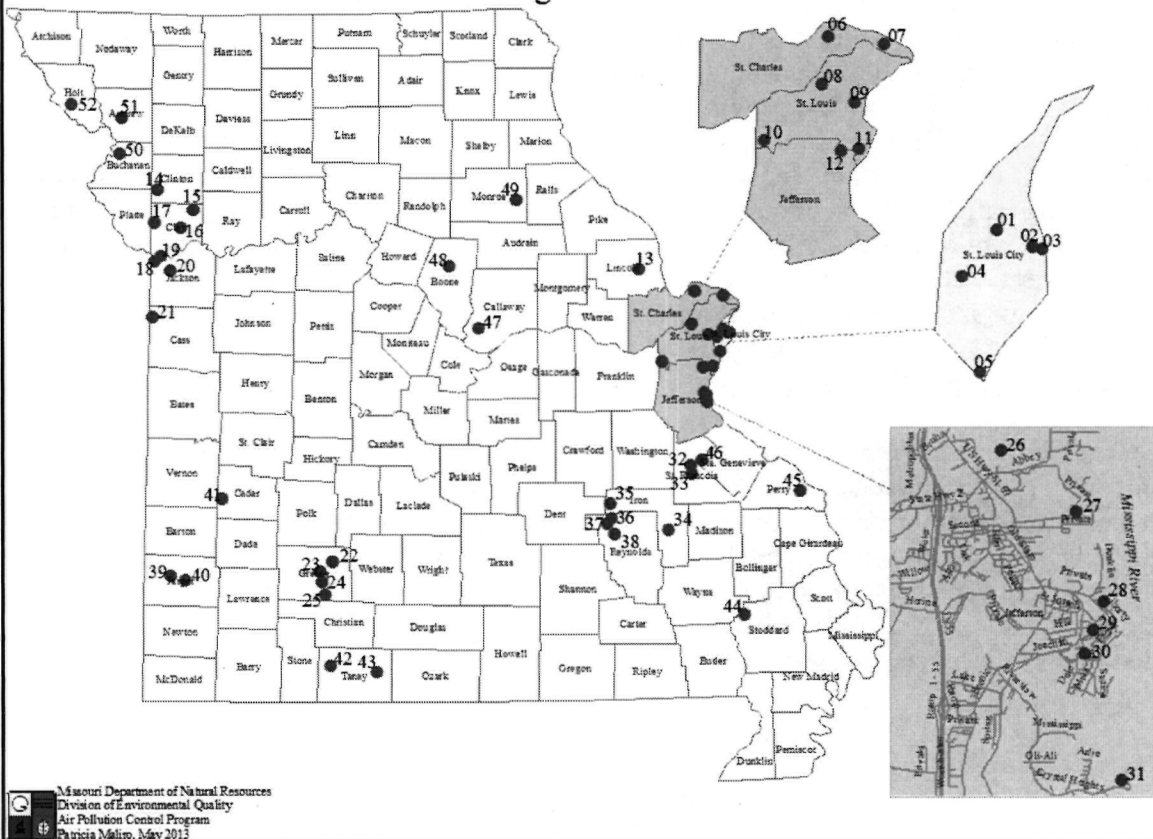 Atchison
Nodaway
Worth
Harrison
Mercer
Putnam
Schuyler
Scotland
Clark
Gentry
Sullivan
Adair
Knox
Lewis
Holt
52
51
DeKalb
Daviess
Grundy
Linn
Macon
Shelby
Marion
50
Buchanan
Clinton
14
Caldwell
Livingston
Chariton
Randolph
Monroe
49
Ralls
Platte
17
15
16
Ray
Carroll
Pike
18
19
20
Jackson
Lafayette
Saline
Howard
48
Boone
Audrain
Lincoln
13
Callaway
47
Montgomery
Warren
St. Charles
21
Cass
Johnson
Pettis
Cooper
Moniteau
Cole
Osage
Gasconade
Franklin
Jefferson
Bates
Henry
Benton
Morgan
Miller
Maries
St. Clair
Camden
Crawford
Washington
Vernon
Hickory
Pulaski
Phelps
32
33
46
St. Francois
Perry
45
41
Cedar
Polk
Dallas
Laclede
Dent
35
Iron
36
37
38
Reynolds
34
Madison
Cape Girardeau
Barton
Dade
23
22
24
25
Webster
Wright
Texas
Shannon
Bollinger
39
40
Lawrence
Christian
Douglas
Wayne
44
Scott
Stoddard
Mississippi
Newton
Carter
Stone
42
43
Taney
Ozark
Howell
Oregon
Ripley
Butler
New Madrid
McDonald
Barry
Dunklin
Pemiscot
06
07
St. Charles
08
St. Louis
09
10
11
12
Jefferson
01
02
03
St. Louis City
04
05
26
Abbey
27
Mississippi River
Private
28
Jefferson
29
30
Mississippi
Private
Crystal Heights
31
Missouri Department of Natural Resources
Division of Environmental Quality
Air Pollution Control Program
Patricia Maliro, May 2013